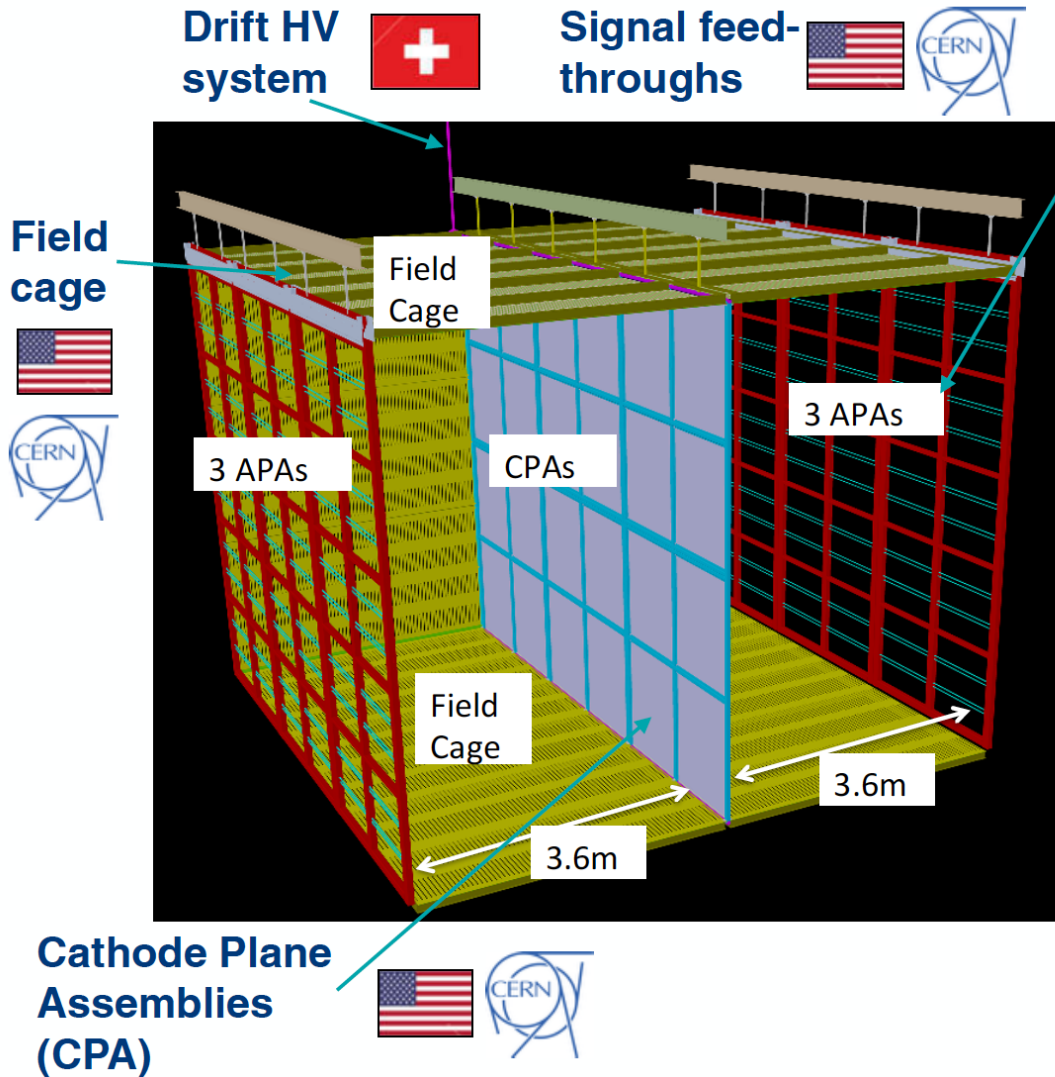 Drift HV
system
Signal feed-
throughs
CERN
Field
cage
CERN
Field
Cage
3 APAs
CPAs
3 APAs
Field
Cage
3.6m
3.6m
Cathode Plane
Assemblies
(CPA)
CERN